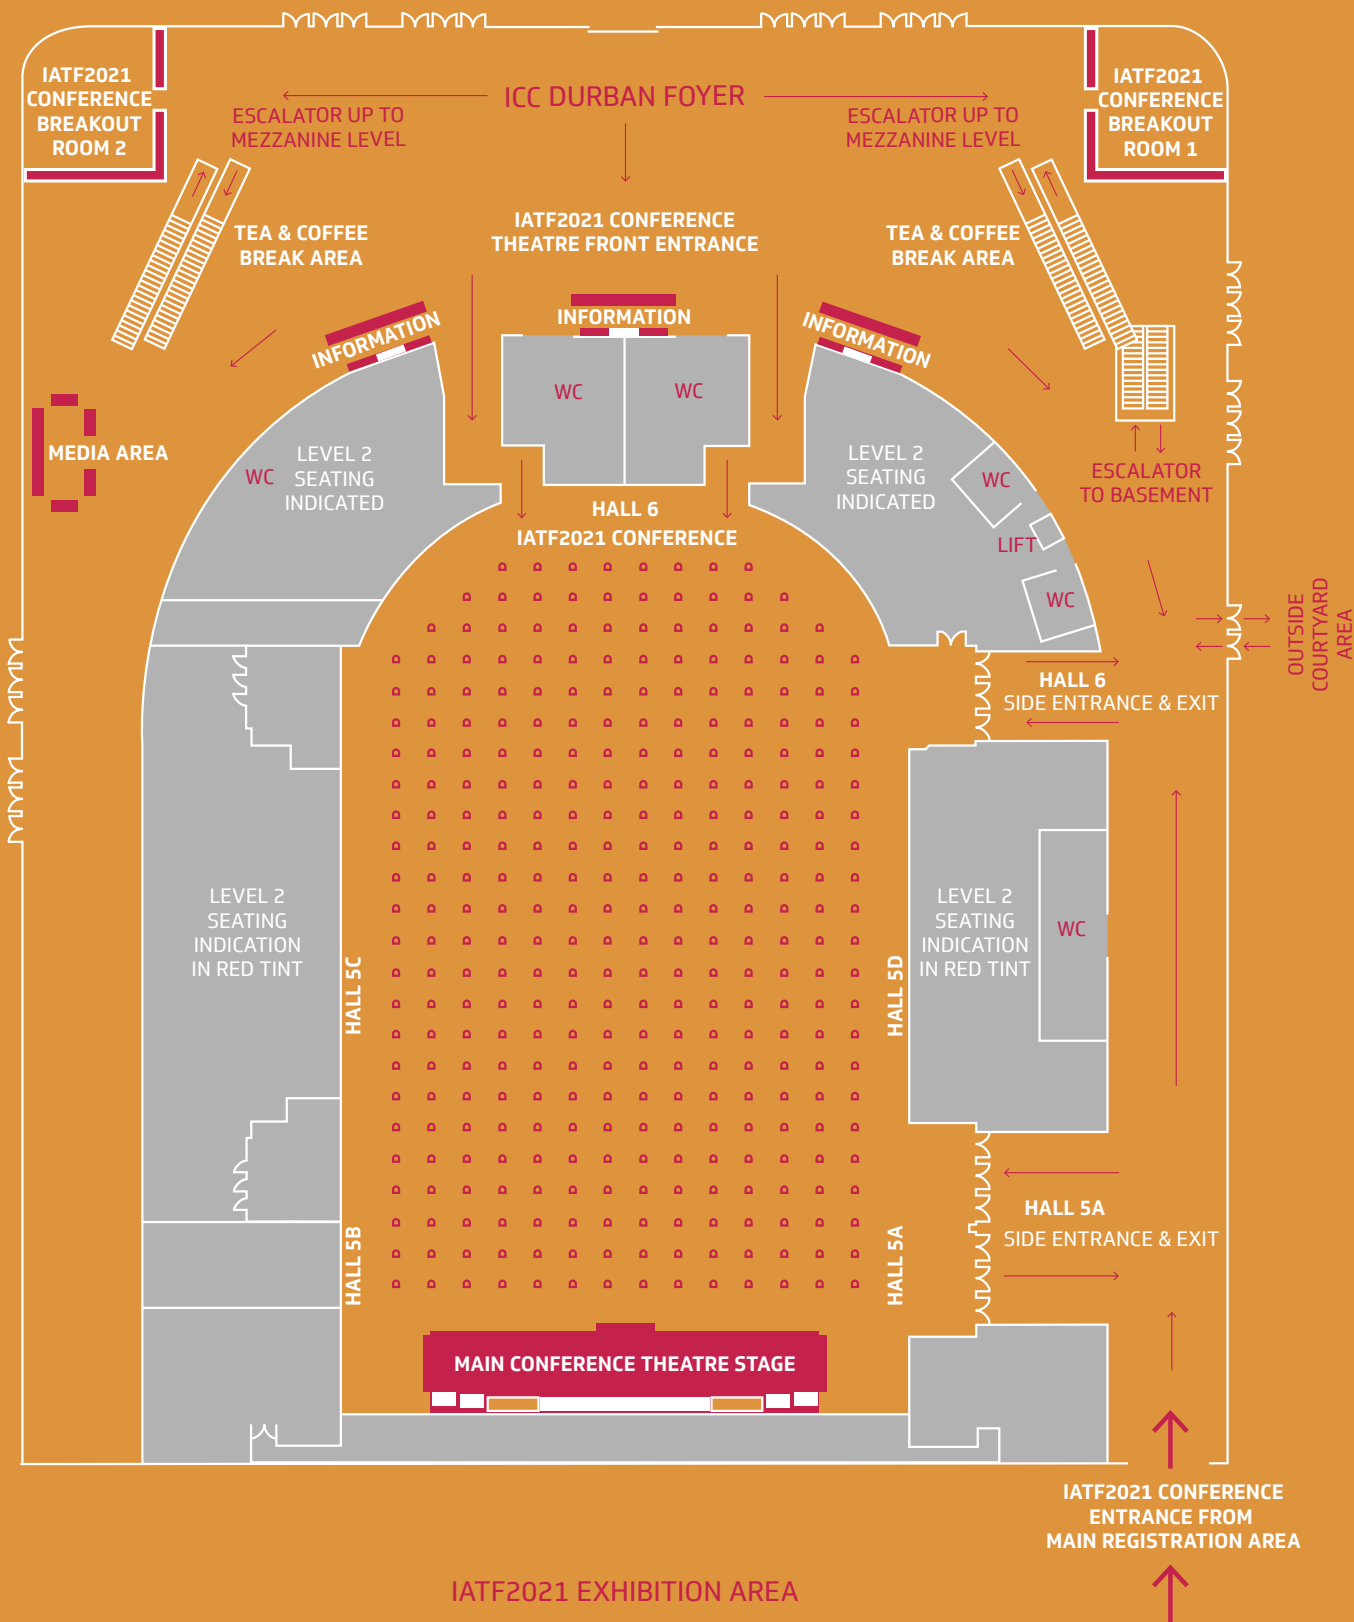 IATF2021
CONFERENCE
BREAKOUT
ROOM 2
ICC DURBAN FOYER
ESCALATOR UP TO
MEZZANINE LEVEL
ESCALATOR UP TO
MEZZANINE LEVEL
IATF2021
CONFERENCE
BREAKOUT
ROOM 1
TEA & COFFEE
BREAK AREA
IATF2021 CONFERENCE
THEATRE FRONT ENTRANCE
TEA & COFFEE
BREAK AREA
INFORMATION
INFORMATION
INFORMATION
WC
WC
MEDIA AREA
WC
LEVEL 2
SEATING
INDICATED
LEVEL 2
SEATING
INDICATED
WC
LIFT
WC
ESCALATOR
TO BASEMENT
HALL 6
IATF2021 CONFERENCE
OUTSIDE
COURTYARD
AREA
HALL 6
SIDE ENTRANCE & EXIT
LEVEL 2
SEATING
INDICATION
IN RED TINT
HALL 5C
HALL 5D
LEVEL 2
SEATING
INDICATION
IN RED TINT
WC
HALL 5B
HALL 5A
HALL 5A
SIDE ENTRANCE & EXIT
MAIN CONFERENCE THEATRE STAGE
IATF2021 CONFERENCE
ENTRANCE FROM
MAIN REGISTRATION AREA
IATF2021 EXHIBITION AREA